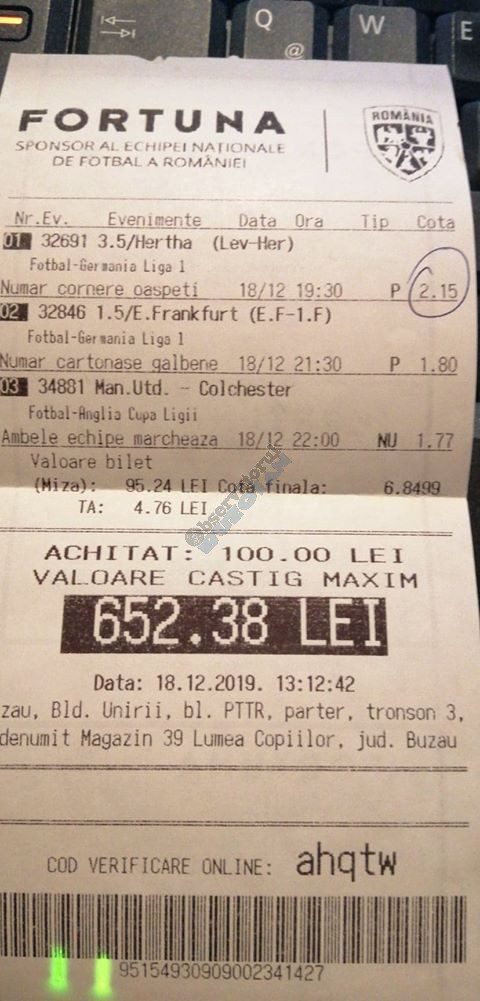 Q
@
W
E
FORTUNA
SPONSOR AL ECHIPEI NAȚIONALE
DE FOTBAL A ROMÂNIEI
ROMÂNIA
Nr.Ev. Evenimente Data Ora Tip Cota
01 32691 3.5/Hertha (Lev-Her)
Fotbal-Germania Liga 1
Numar cornere oaspeti 18/12 19:30 P 2.15
02 32846 1.5/E.Frankfurt (E.F-1.F)
Fotbal-Germania Liga 1
Numar cartonase galbene 18/12 21:30 P 1.80
03 34881 Man.Utd. - Colchester
Fotbal-Anglia Cupa Ligii
Ambele echipe marcheaza 18/12 22:00 NU 1.77
Valoare bilet
(Miza): 95.24 LEI Cota finala: 6.8499
TA: 4.76 LEI
Observatorul
BUZOIAN
ACHITAT: 100.00 LEI
VALOARE CASTIG MAXIM
652.38 LEI
Data: 18.12.2019. 13:12:42
zau, Bld. Unirii, bl. PTTR, parter, tronson 3,
denumit Magazin 39 Lumea Copiilor, jud. Buzau
COD VERIFICARE ONLINE: ahqtw
95154930909002341427